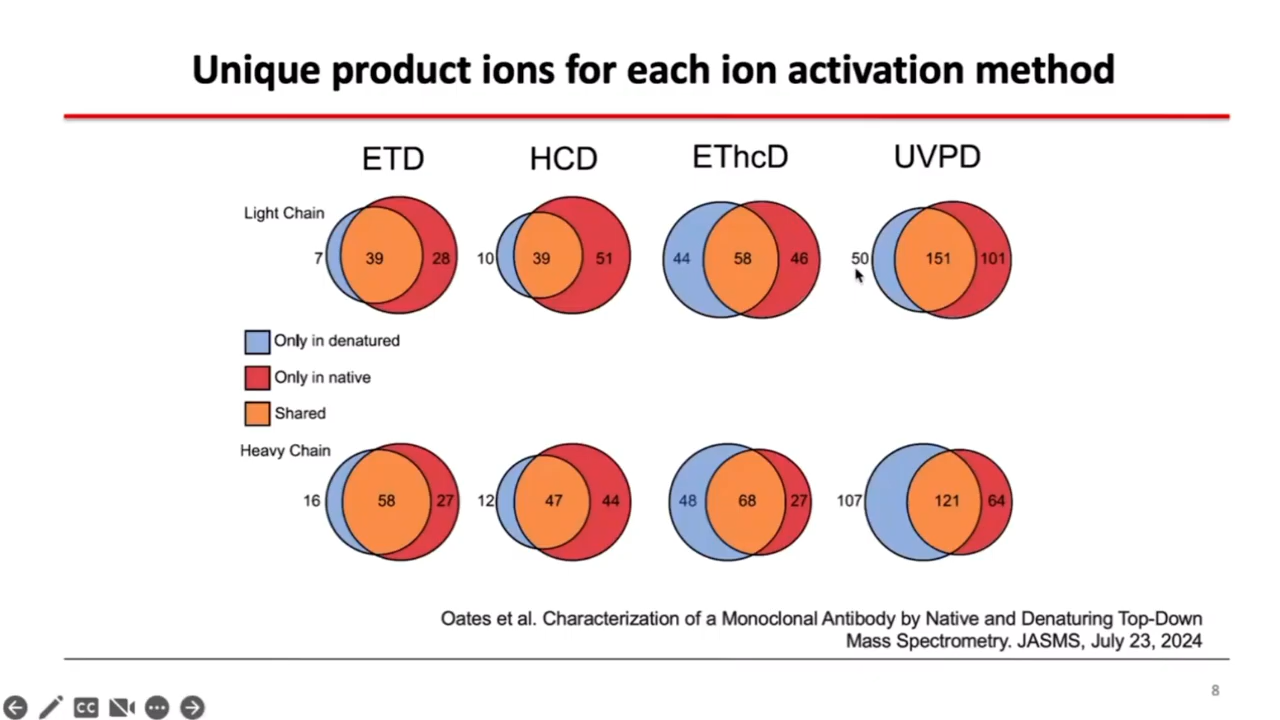 Unique product ions for each ion activation method
ETD
HCD
EThcD
UVPD
Light Chain
7
39
28
10
39
51
44
58
46
50
151
101
Only in denatured
Only in native
Shared
Heavy Chain
16
58
27
12
47
44
48
68
27
107
121
64
Oates et al. Characterization of a Monoclonal Antibody by Native and Denaturing Top-Down
Mass Spectrometry. JASMS, July 23, 2024
8
CC